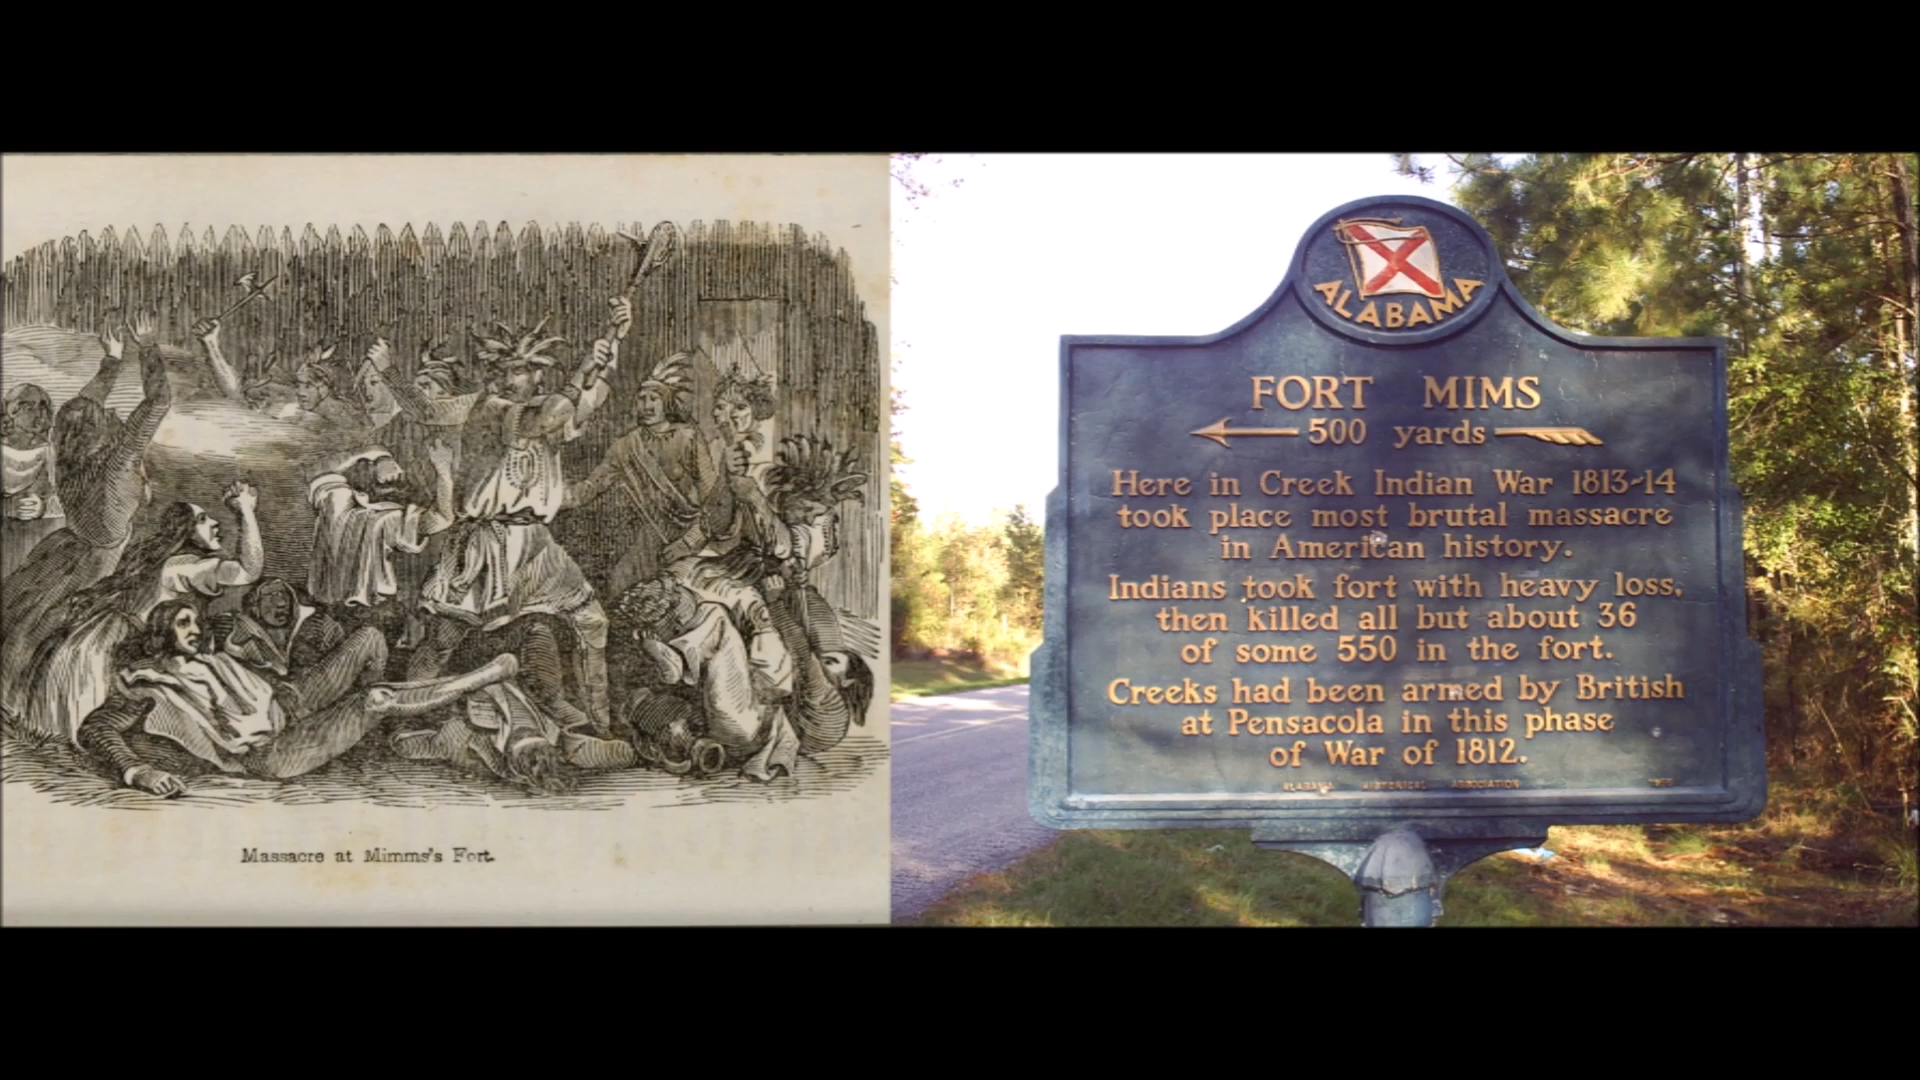 Massacre at Mimms's Fort.
ALABAMA
FORT MIMS
500 yards
Here in Creek Indian War 1813-14
took place most brutal massacre
in American history.
Indians took fort with heavy loss,
then killed all but about 36
of some 550 in the fort.
Creeks had been armed by British
at Pensacola in this phase
of War of 1812.
ALABAMA HISTORICAL ASSOCIATION